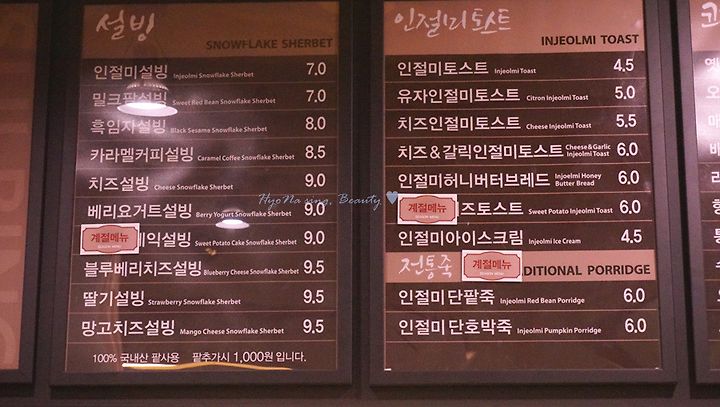 설빙
SNOWFLAKE SHERBET
인절미설빙 Injeolmi Snowflake Sherbet 7.0
밀크팥설빙 Sweet Red Bean Snowflake Sherbet 7.0
흑임자설빙 Black Sesame Snowflake Sherbet 8.0
카라멜커피설빙 Caramel Coffee Snowflake Sherbet 8.5
치즈설빙 Cheese Snowflake Sherbet 9.0
베리요거트설빙 Berry Yogurt Snowflake Sherbet 9.0
계절메뉴 SEASON MENU 익설빙 Sweet Potato Cake Snowflake Sherbet 9.0
블루베리치즈설빙 Blueberry Cheese Snowflake Sherbet 9.5
딸기설빙 Strawberry Snowflake Sherbet 9.5
망고치즈설빙 Mango Cheese Snowflake Sherbet 9.5
100% 국내산 팥사용 팥추가시 1,000원 입니다.
HyoNa sing, Beauty ♥
인절미토스트
INJEOLMI TOAST
인절미토스트 Injeolmi Toast 4.5
유자인절미토스트 Citron Injeolmi Toast 5.0
치즈인절미토스트 Cheese Injeolmi Toast 5.5
치즈&갈릭인절미토스트 Cheese & Garlic Injeolmi Toast 6.0
인절미허니버터브레드 Injoelmi Honey Butter Bread 6.0
계절메뉴 SEASON MENU 즈토스트 Sweet Potato Injeolmi Toast 6.0
인절미아이스크림 Injeolmi Ice Cream 4.5
전통죽 계절메뉴 SEASON MENU DITIONAL PORRIDGE
인절미단팥죽 Injeolmi Red Bean Porridge 6.0
인절미단호박죽 Injeolmi Pumpkin Porridge 6.0